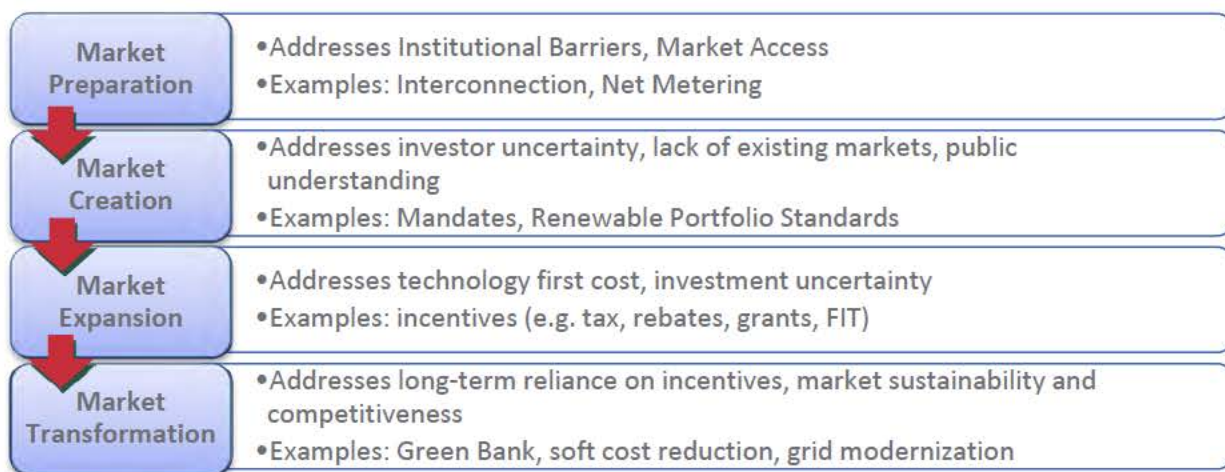 Market
Preparation
•Addresses Institutional Barriers, Market Access
•Examples: Interconnection, Net Metering
Market
Creation
•Addresses investor uncertainty, lack of existing markets, public
understanding
•Examples: Mandates, Renewable Portfolio Standards
Market
Expansion
•Addresses technology first cost, investment uncertainty
•Examples: incentives (e.g. tax, rebates, grants, FIT)
Market
Transformation
•Addresses long-term reliance on incentives, market sustainability and
competitiveness
•Examples: Green Bank, soft cost reduction, grid modernization